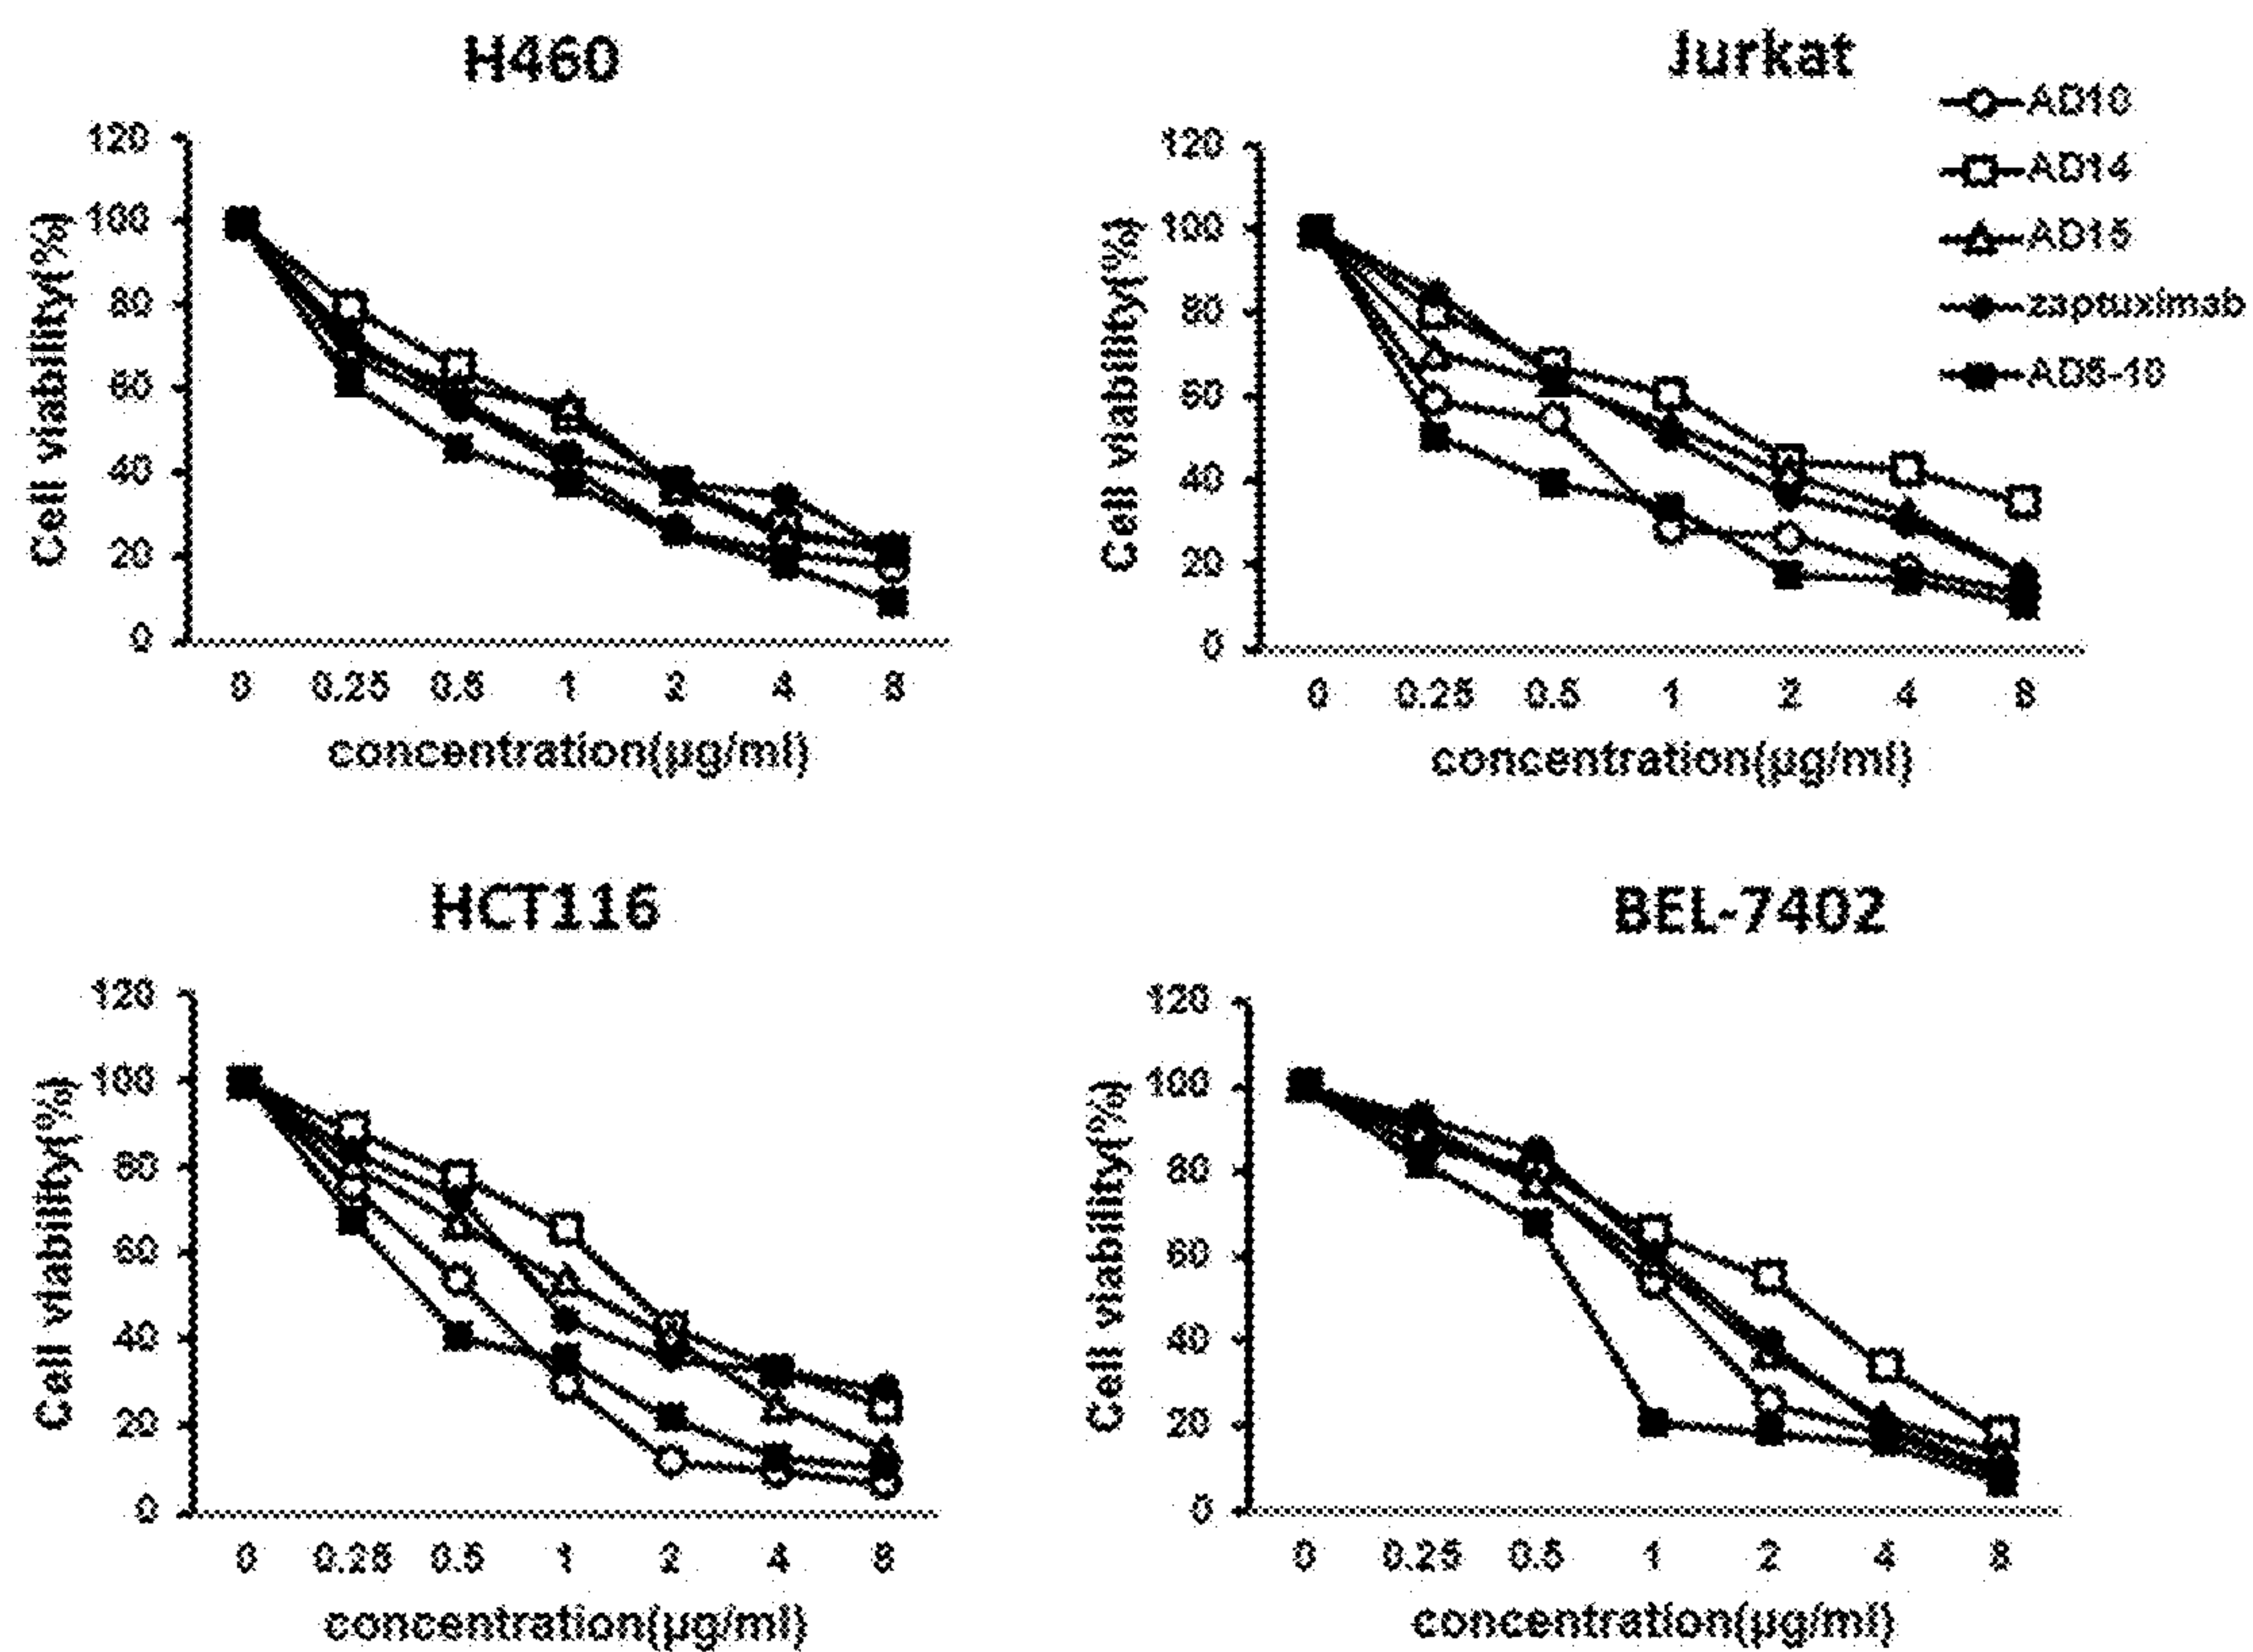 H460
120
100
80
60
40
20
0
Cell viability(%)
0 0.25 0.5 1 2 4 8
concentration(μg/ml)
Jurkat
120
100
80
60
40
20
0
Cell viability(%)
0 0.25 0.5 1 2 4 8
concentration(μg/ml)
AD10
AD14
AD15
zaptuximab
AD5-10
HCT116
120
100
80
60
40
20
0
Cell viability(%)
0 0.25 0.5 1 2 4 8
concentration(μg/ml)
BEL-7402
120
100
80
60
40
20
0
Cell viability(%)
0 0.25 0.5 1 2 4 8
concentration(μg/ml)